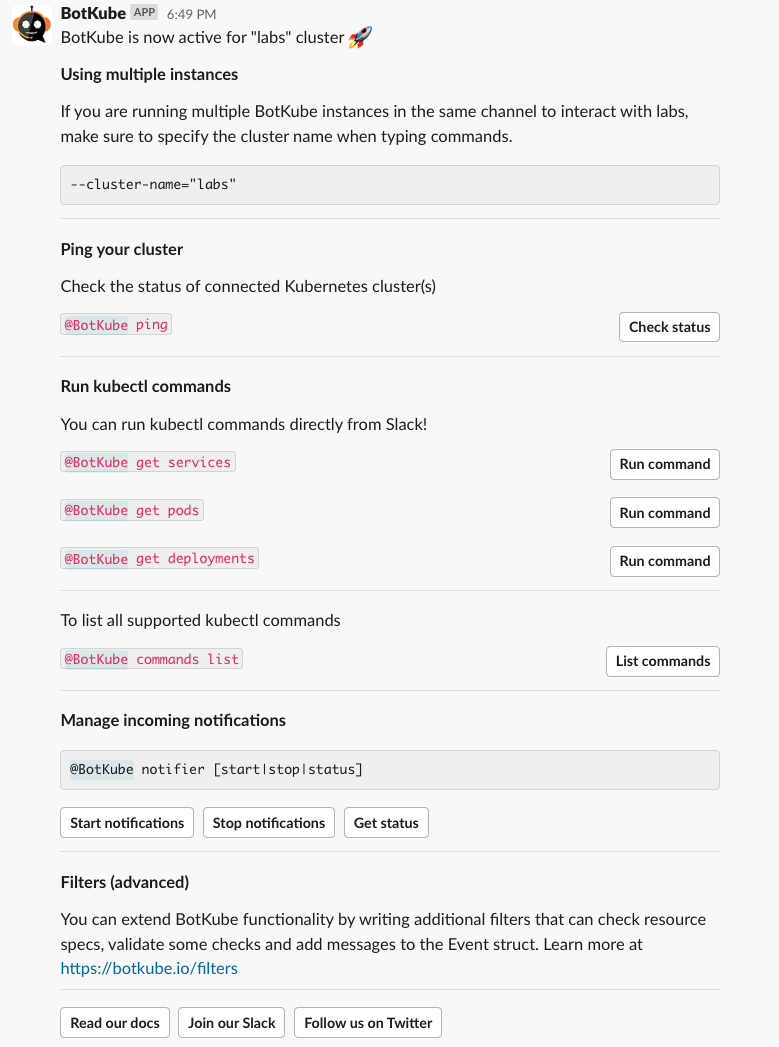 BotKube APP 6:49 PM
BotKube is now active for "labs" cluster 🚀
Using multiple instances
If you are running multiple BotKube instances in the same channel to interact with labs,
make sure to specify the cluster name when typing commands.
--cluster-name="labs"
Ping your cluster
Check the status of connected Kubernetes cluster(s)
@BotKube ping Check status
Run kubectl commands
You can run kubectl commands directly from Slack!
@BotKube get services Run command
@BotKube get pods Run command
@BotKube get deployments Run command
To list all supported kubectl commands
@BotKube commands list List commands
Manage incoming notifications
@BotKube notifier [start|stop|status]
Start notifications Stop notifications Get status
Filters (advanced)
You can extend BotKube functionality by writing additional filters that can check resource
specs, validate some checks and add messages to the Event struct. Learn more at
https://botkube.io/filters
Read our docs Join our Slack Follow us on Twitter